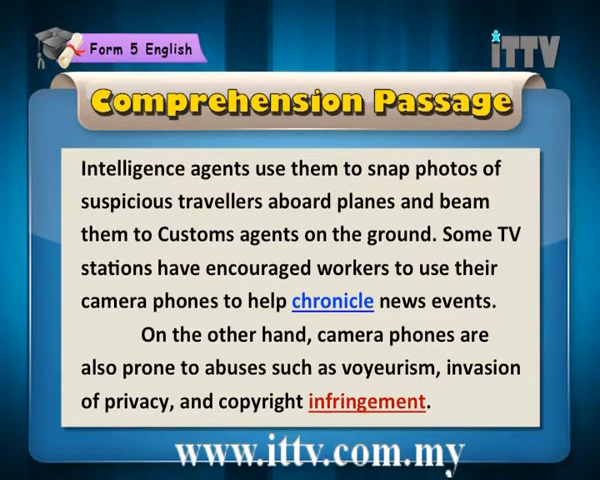 Form 5 English
iTTV
Comprehension Passage
Intelligence agents use them to snap photos of
suspicious travellers aboard planes and beam
them to Customs agents on the ground. Some TV
stations have encouraged workers to use their
camera phones to help chronicle news events.
On the other hand, camera phones are
also prone to abuses such as voyeurism, invasion
of privacy, and copyright infringement.
www.ittv.com.my